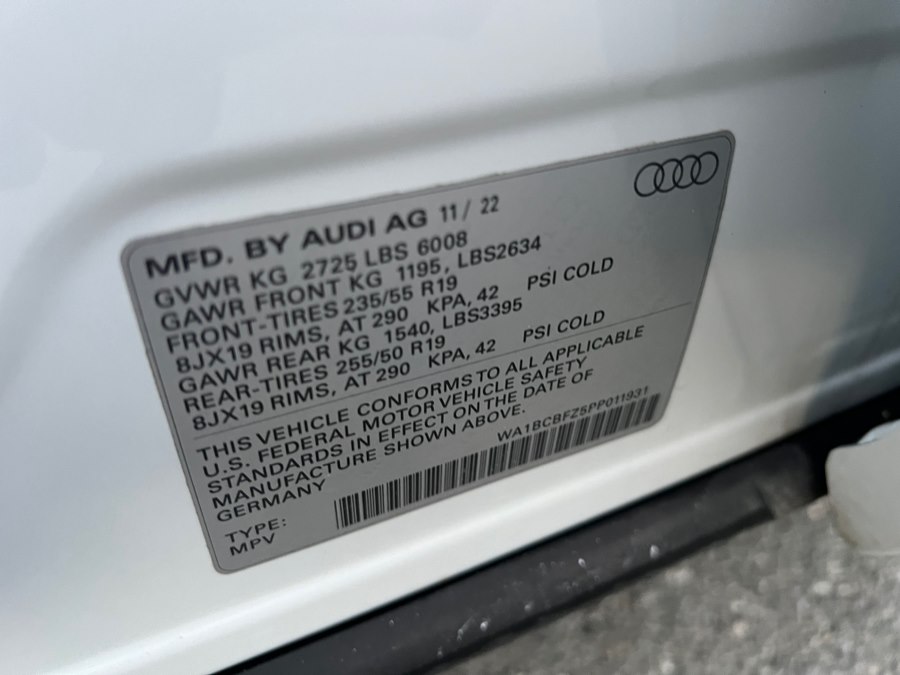 MFD. BY AUDI AG 11/22
GVWR KG 2725 LBS 6008
GAWR FRONT KG 1195, LBS2634
FRONT-TIRES 235/55 R19
8JX19 RIMS, AT 290 KPA, 42 PSI COLD
GAWR REAR KG 1540, LBS3395
REAR-TIRES 255/50 R19
8JX19 RIMS, AT 290 KPA, 42 PSI COLD
THIS VEHICLE CONFORMS TO ALL APPLICABLE
U.S. FEDERAL MOTOR VEHICLE SAFETY
STANDARDS IN EFFECT ON THE DATE OF
MANUFACTURE SHOWN ABOVE.
GERMANY WA1BCBFZ5PP011931
TYPE:
MPV